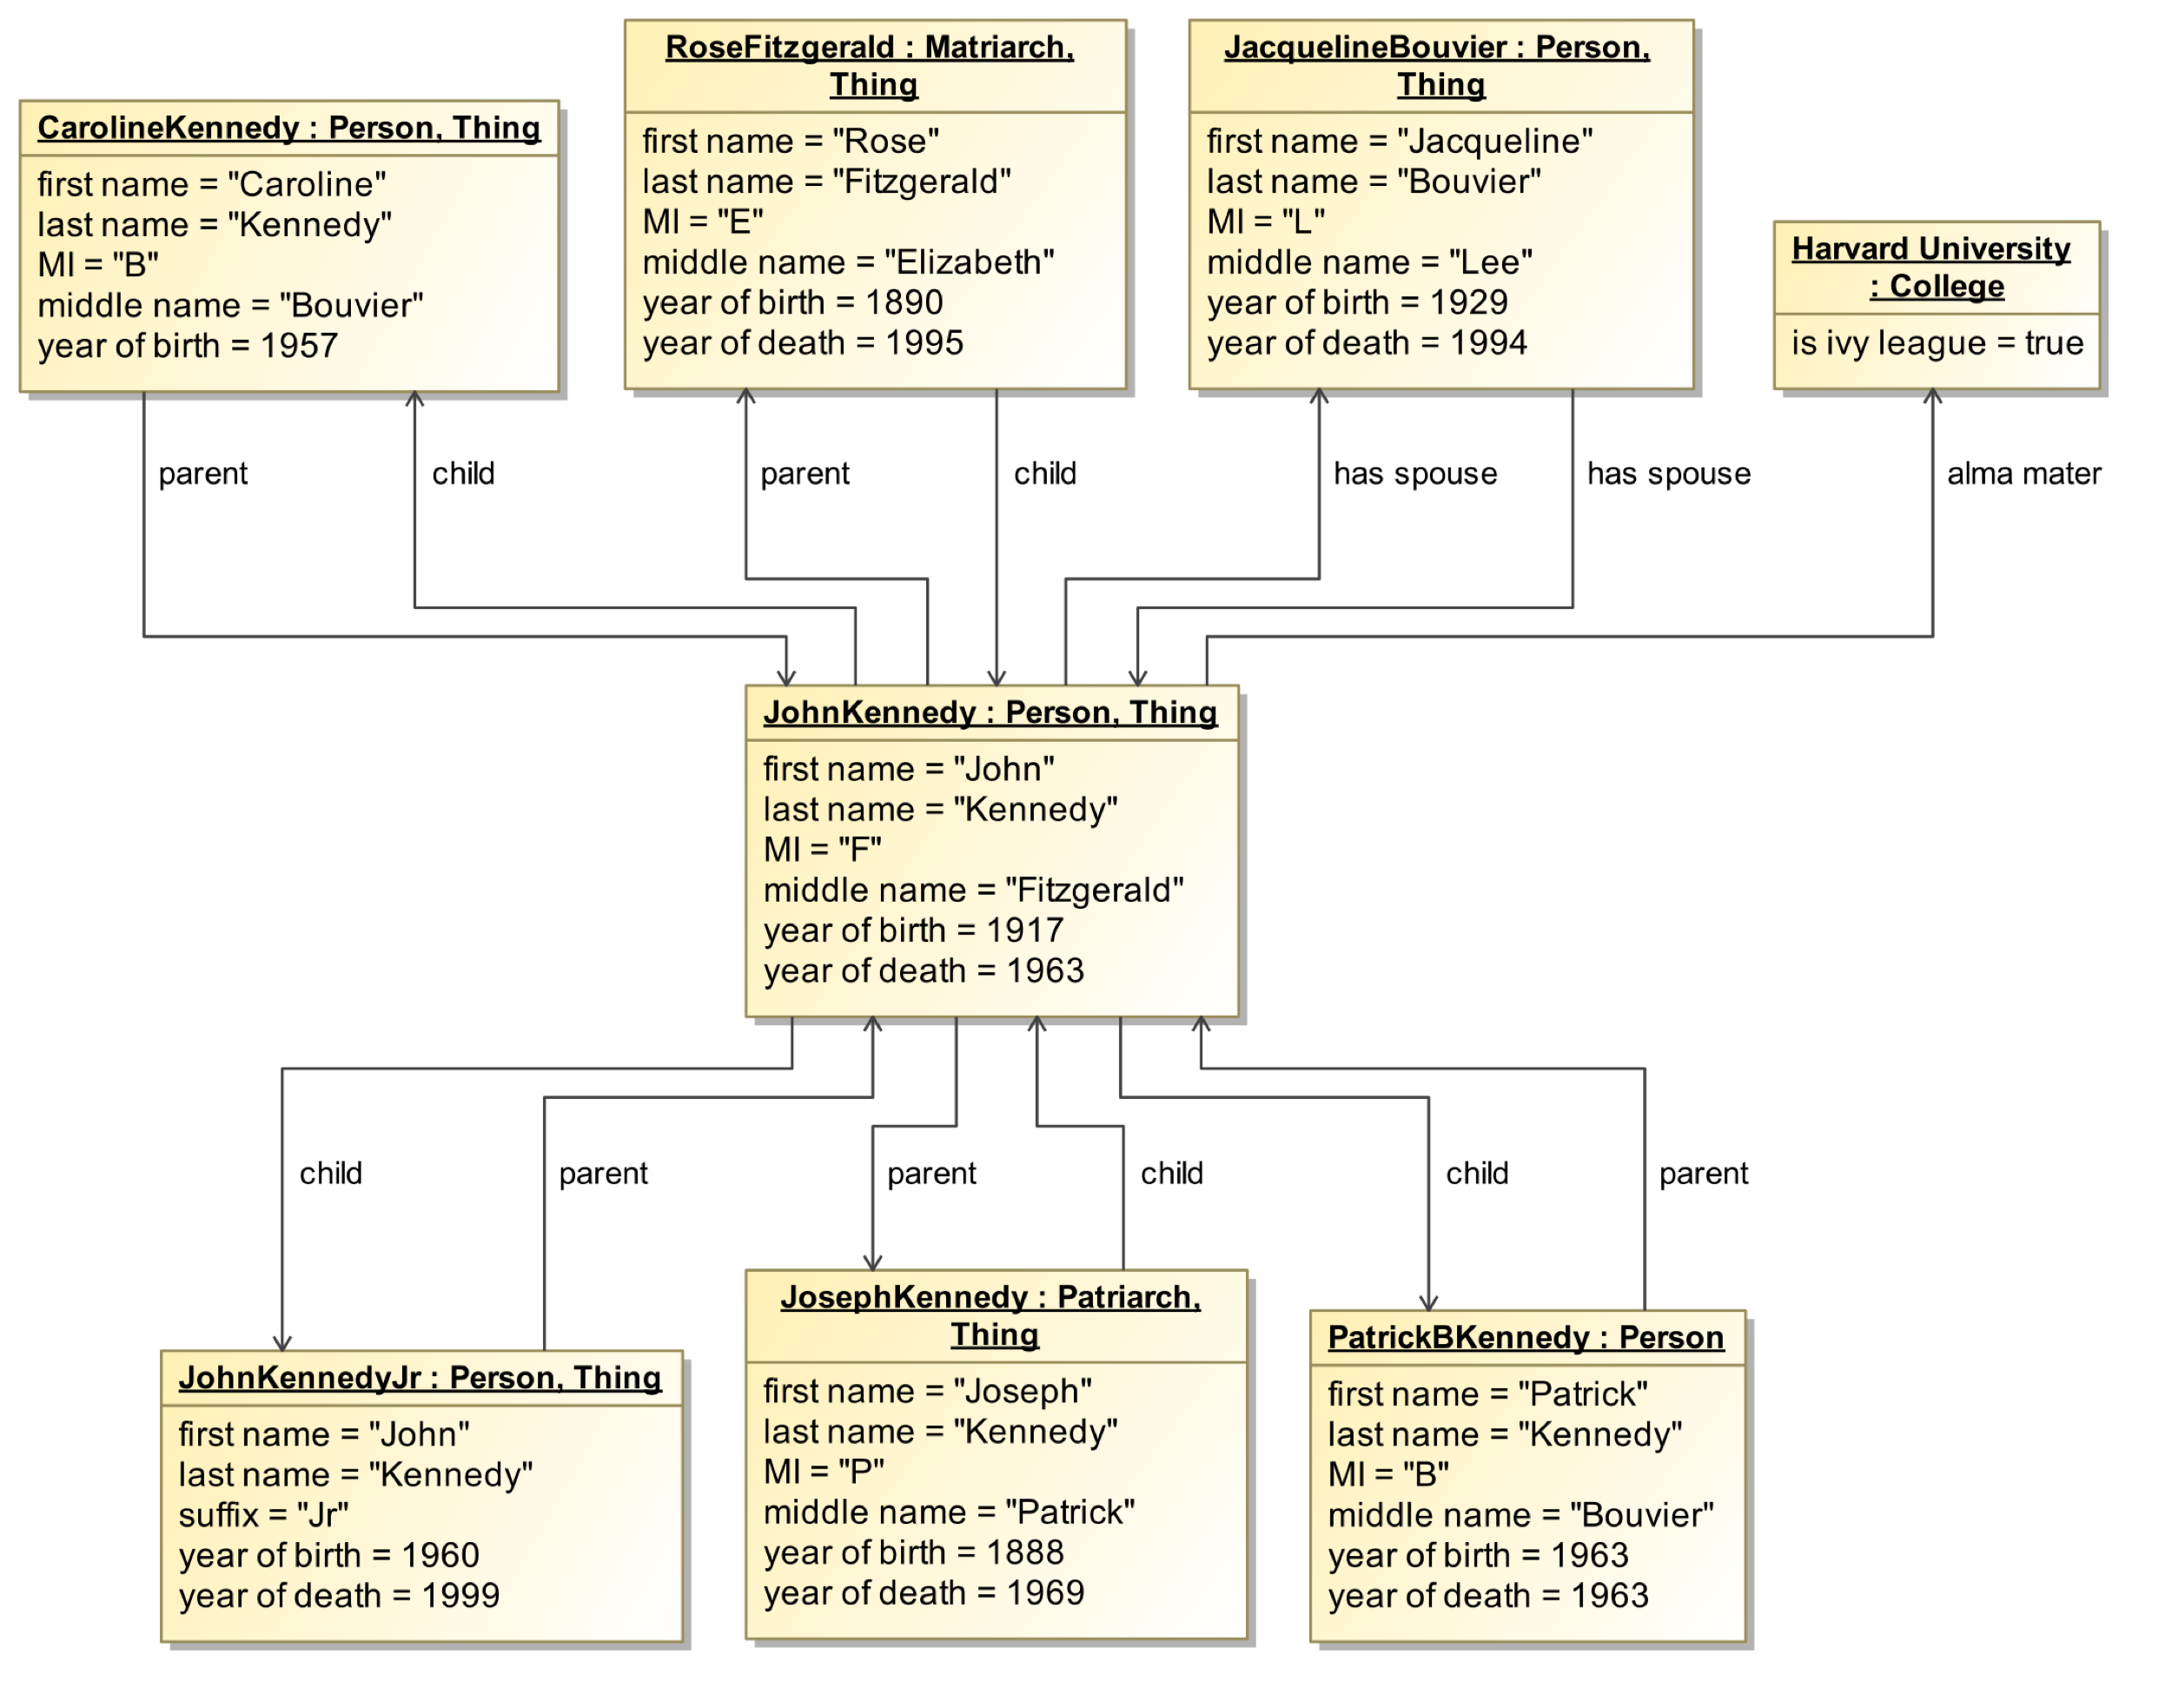 CarolineKennedy : Person, Thing
first name = "Caroline"
last name = "Kennedy"
MI = "B"
middle name = "Bouvier"
year of birth = 1957
RoseFitzgerald : Matriarch,
Thing
first name = "Rose"
last name = "Fitzgerald"
MI = "E"
middle name = "Elizabeth"
year of birth = 1890
year of death = 1995
JacquelineBouvier : Person,
Thing
first name = "Jacqueline"
last name = "Bouvier"
MI = "L"
middle name = "Lee"
year of birth = 1929
year of death = 1994
Harvard University
: College
is ivy league = true
parent
child
parent
child
has spouse
has spouse
alma mater
JohnKennedy : Person, Thing
first name = "John"
last name = "Kennedy"
MI = "F"
middle name = "Fitzgerald"
year of birth = 1917
year of death = 1963
child
parent
parent
child
child
parent
JohnKennedyJr : Person, Thing
first name = "John"
last name = "Kennedy"
suffix = "Jr"
year of birth = 1960
year of death = 1999
JosephKennedy : Patriarch,
Thing
first name = "Joseph"
last name = "Kennedy"
MI = "P"
middle name = "Patrick"
year of birth = 1888
year of death = 1969
PatrickBKennedy : Person
first name = "Patrick"
last name = "Kennedy"
MI = "B"
middle name = "Bouvier"
year of birth = 1963
year of death = 1963